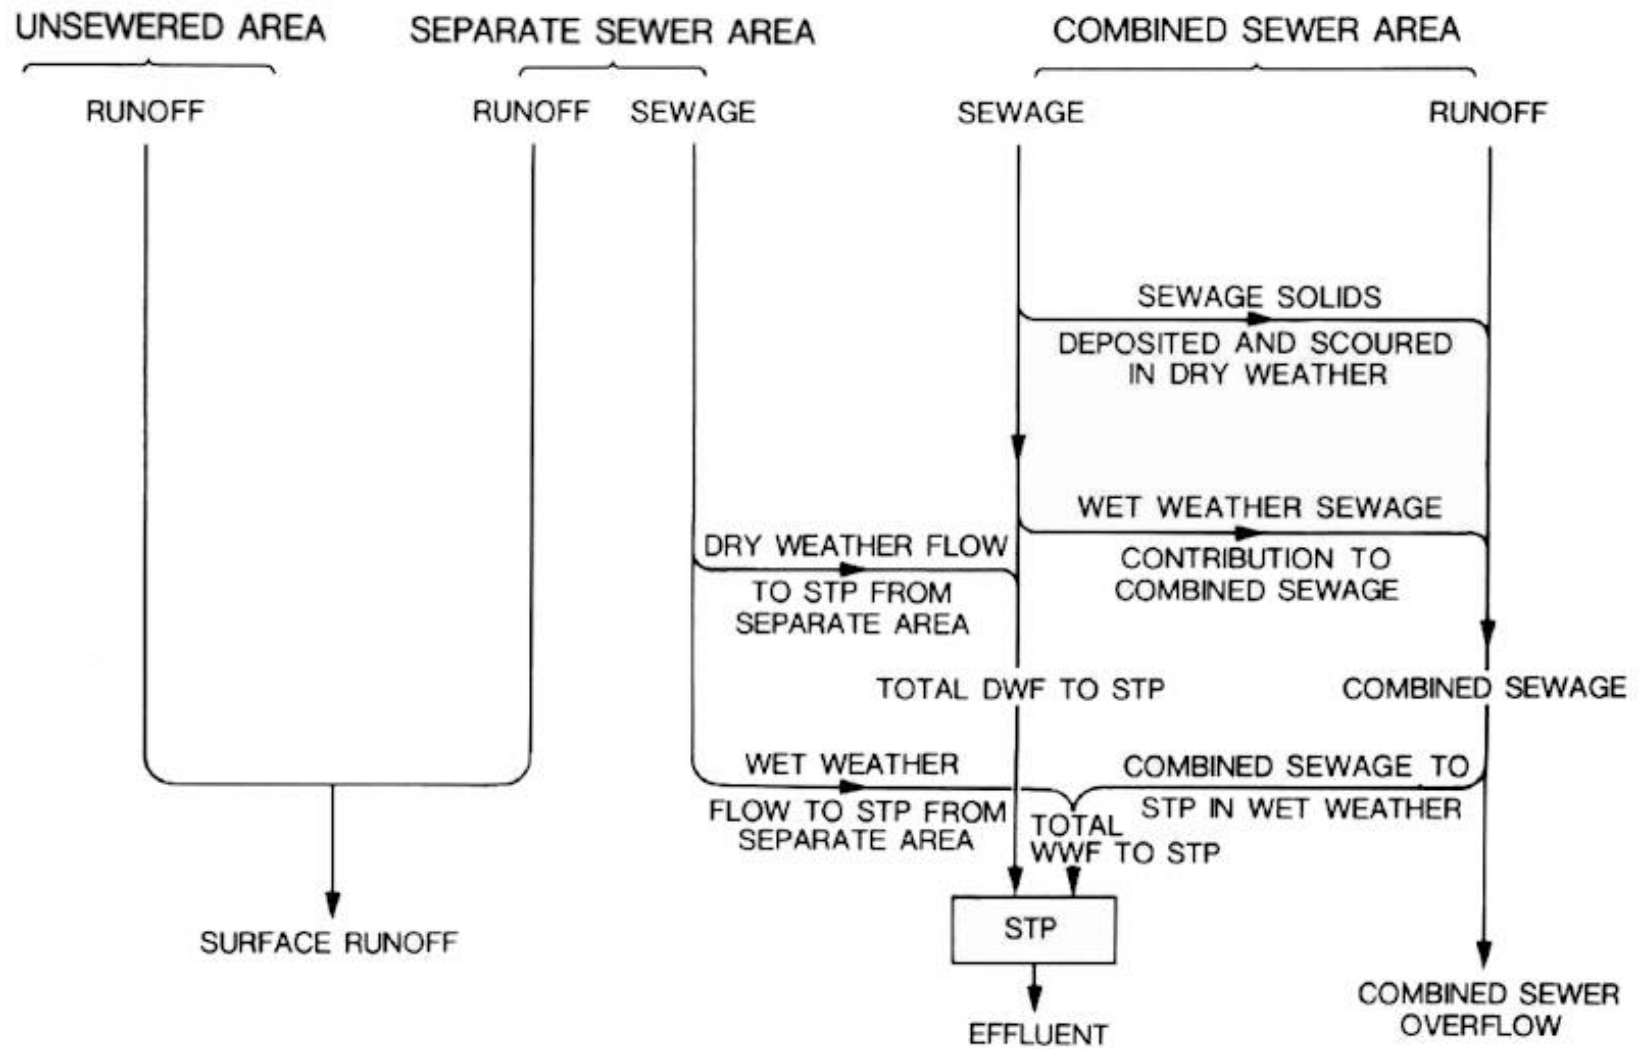 UNSEWERED AREA
SEPARATE SEWER AREA
COMBINED SEWER AREA
RUNOFF
RUNOFF
SEWAGE
SEWAGE
RUNOFF
SEWAGE SOLIDS
DEPOSITED AND SCOURED
IN DRY WEATHER
WET WEATHER SEWAGE
CONTRIBUTION TO
COMBINED SEWAGE
DRY WEATHER FLOW
TO STP FROM
SEPARATE AREA
TOTAL DWF TO STP
COMBINED SEWAGE
WET WEATHER
FLOW TO STP FROM
SEPARATE AREA
COMBINED SEWAGE TO
STP IN WET WEATHER
TOTAL
WWF TO STP
STP
SURFACE RUNOFF
EFFLUENT
COMBINED SEWER
OVERFLOW